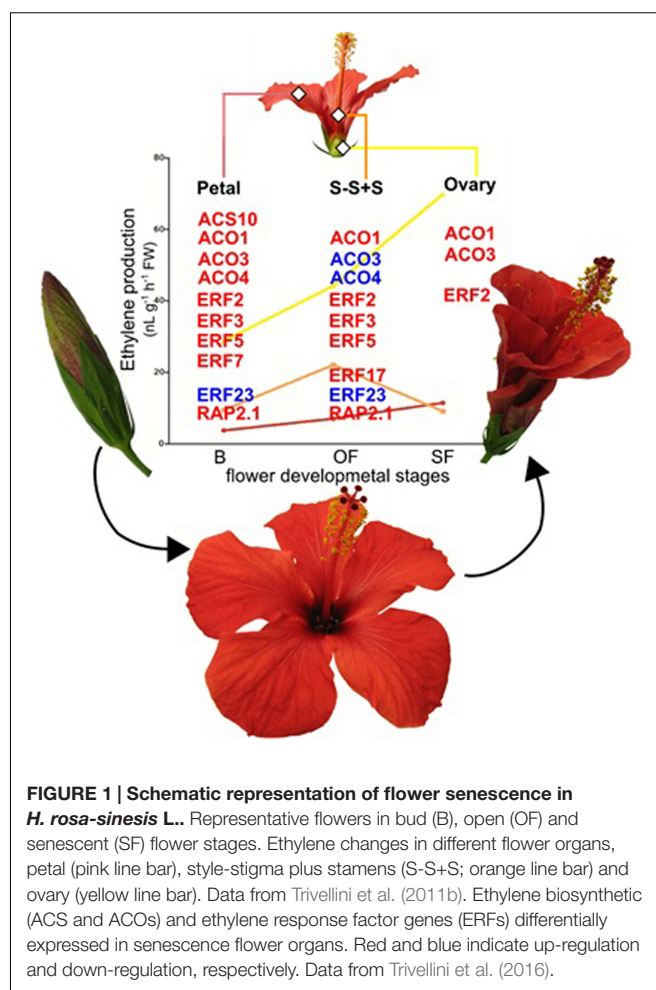 80
60
40
20
0
Ethylene production
(nL g⁻¹ h⁻¹ FW)
Petal S-S+S Ovary
ACS10
ACO1 ACO1 ACO1
ACO3 ACO3 ACO3
ACO4 ACO4
ERF2 ERF2 ERF2
ERF3 ERF3
ERF5 ERF5
ERF7
ERF17
ERF23 ERF23
RAP2.1 RAP2.1
B OF SF
flower developmetal stages
FIGURE 1 | Schematic representation of flower senescence in
H. rosa-sinesis L.. Representative flowers in bud (B), open (OF) and
senescent (SF) flower stages. Ethylene changes in different flower organs,
petal (pink line bar), style-stigma plus stamens (S-S+S; orange line bar) and
ovary (yellow line bar). Data from Trivellini et al. (2011b). Ethylene biosynthetic
(ACS and ACOs) and ethylene response factor genes (ERFs) differentially
expressed in senescence flower organs. Red and blue indicate up-regulation
and down-regulation, respectively. Data from Trivellini et al. (2016).